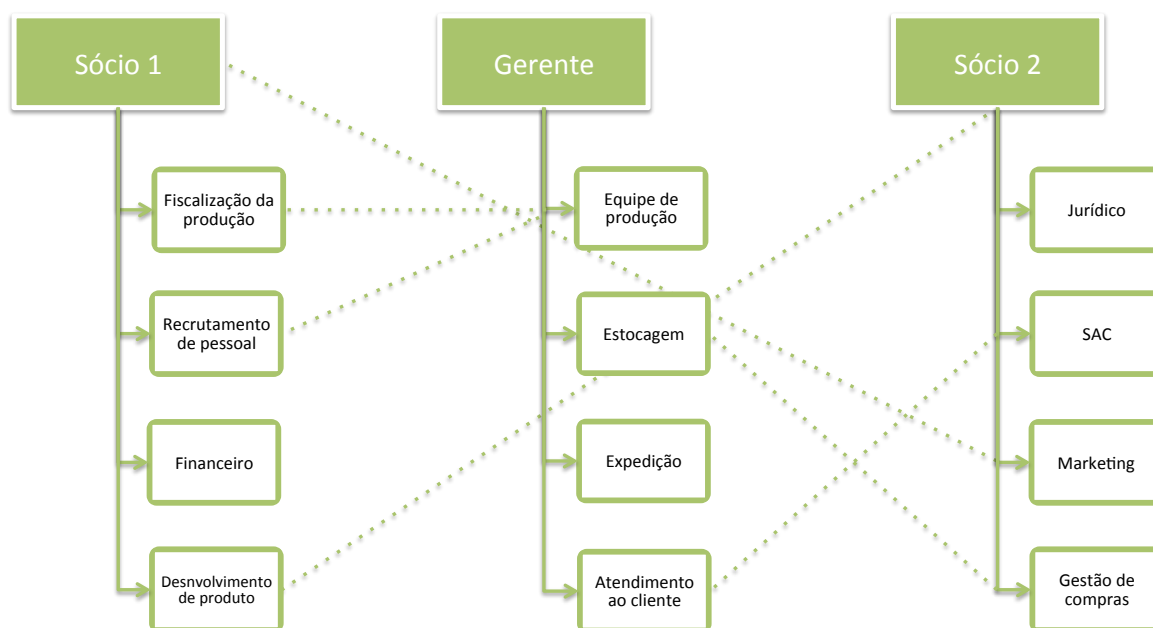 Sócio 1
Gerente
Sócio 2
Fiscalização da
produção
Equipe de
produção
Jurídico
Recrutamento
de pessoal
Estocagem
SAC
Financeiro
Expedição
Marketing
Desnvolvimento
de produto
Atendimento
ao cliente
Gestão de
compras